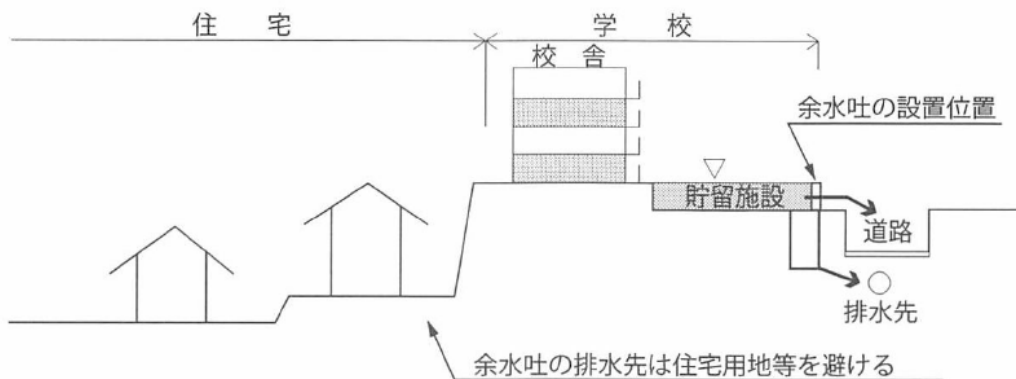 住宅
学校
校舎
余水吐の設置位置
貯留施設
道路
排水先
余水吐の排水先は住宅用地等を避ける